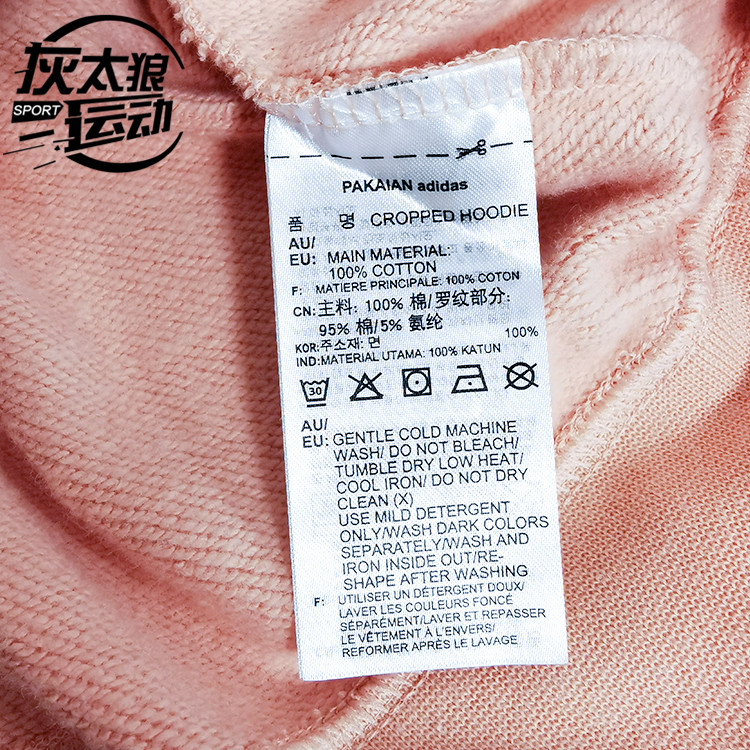 灰太狼
SPORT
运动
PAKAIAN adidas
품 명 CROPPED HOODIE
AU/
EU: MAIN MATERIAL:
100% COTTON
F: MATIERE PRINCIPALE: 100% COTON
CN: 主料: 100% 棉/罗纹部分:
95% 棉/5% 氨纶
KOR: 주소재: 면 100%
IND: MATERIAL UTAMA: 100% KATUN
30
AU/
EU: GENTLE COLD MACHINE
WASH/ DO NOT BLEACH/
TUMBLE DRY LOW HEAT/
COOL IRON/ DO NOT DRY
CLEAN (X)
USE MILD DETERGENT
ONLY/WASH DARK COLORS
SEPARATELY/WASH AND
IRON INSIDE OUT/RE-
SHAPE AFTER WASHING
F: UTILISER UN DÉTERGENT DOUX/
LAVER LES COULEURS FONCÉ
SÉPARÉMENT/LAVER ET REPASSER
LE VÊTEMENT À L'ENVERS/
REFORMER APRÈS LE LAVAGE